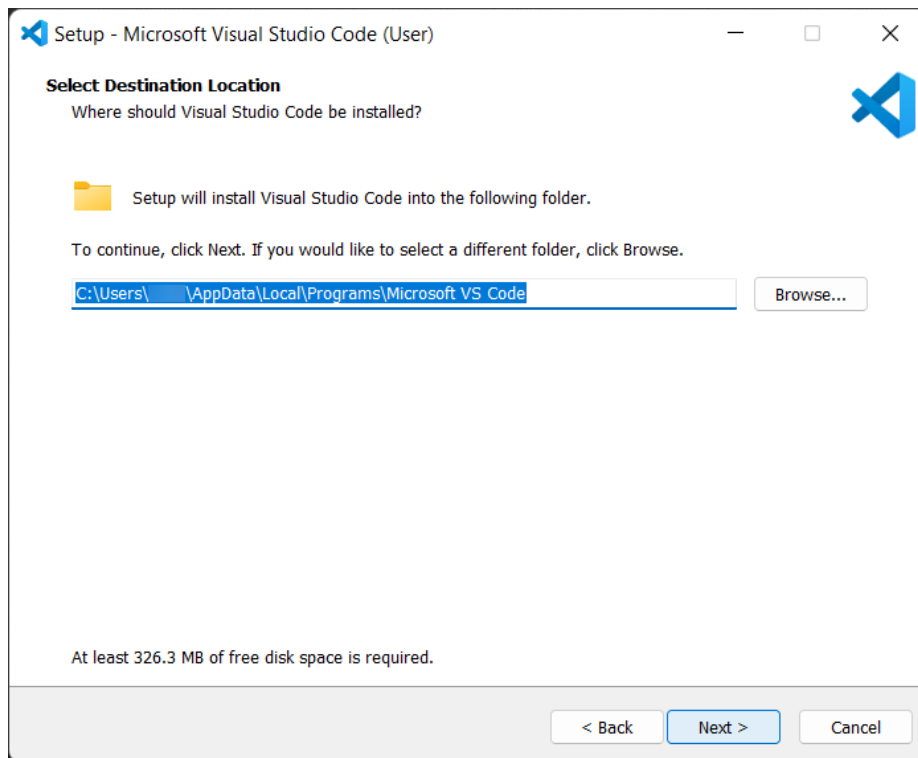 Setup - Microsoft Visual Studio Code (User)
Select Destination Location
Where should Visual Studio Code be installed?
Setup will install Visual Studio Code into the following folder.
To continue, click Next. If you would like to select a different folder, click Browse.
C:\Users\ \AppData\Local\Programs\Microsoft VS Code
Browse...
At least 326.3 MB of free disk space is required.
< Back
Next >
Cancel